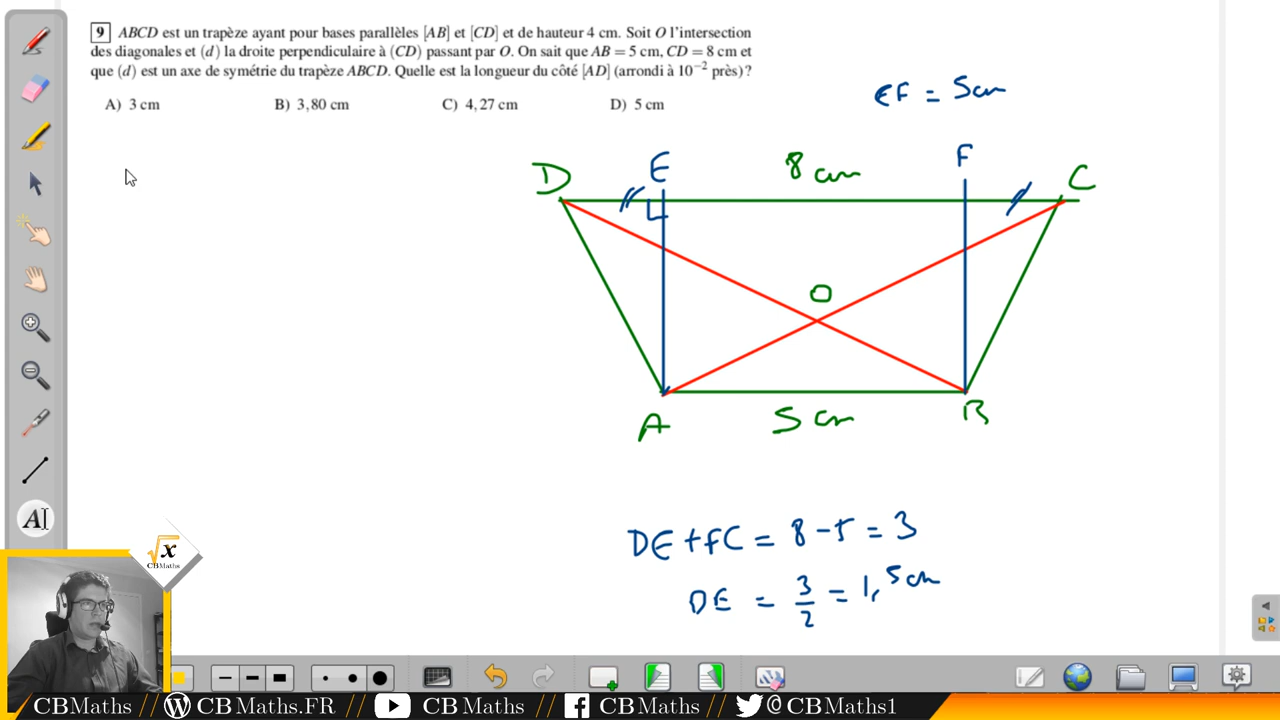 9 ABCD est un trapèze ayant pour bases parallèles [AB] et [CD] et de hauteur 4 cm. Soit O l'intersection
des diagonales et (d) la droite perpendiculaire à (CD) passant par O. On sait que AB = 5 cm, CD = 8 cm et
que (d) est un axe de symétrie du trapèze ABCD. Quelle est la longueur du côté [AD] (arrondi à 10⁻² près) ?
A) 3 cm B) 3,80 cm C) 4,27 cm D) 5 cm
EF = 5 cm
D E 8 cm F C
O
A 5 cm B
DE + FC = 8 - 5 = 3
DE = 3/2 = 1,5 cm
AI
√x
CBMaths
CBMaths CBMaths.FR CBMaths CBMaths @CBMaths1